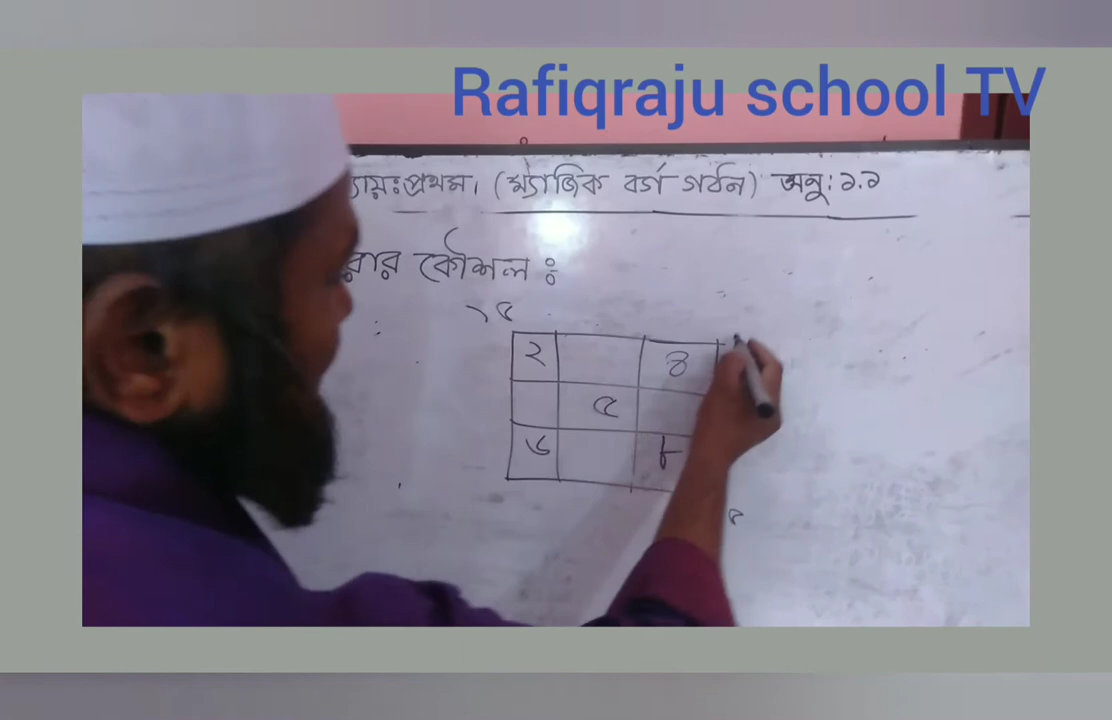 Rafiqraju school TV
য়ঃপ্রথম। (ম্যাজিক বর্গ গঠন) অনু:১.১
রার কৌশল ঃ
১৫
২ ৪
৫
৬ ৮